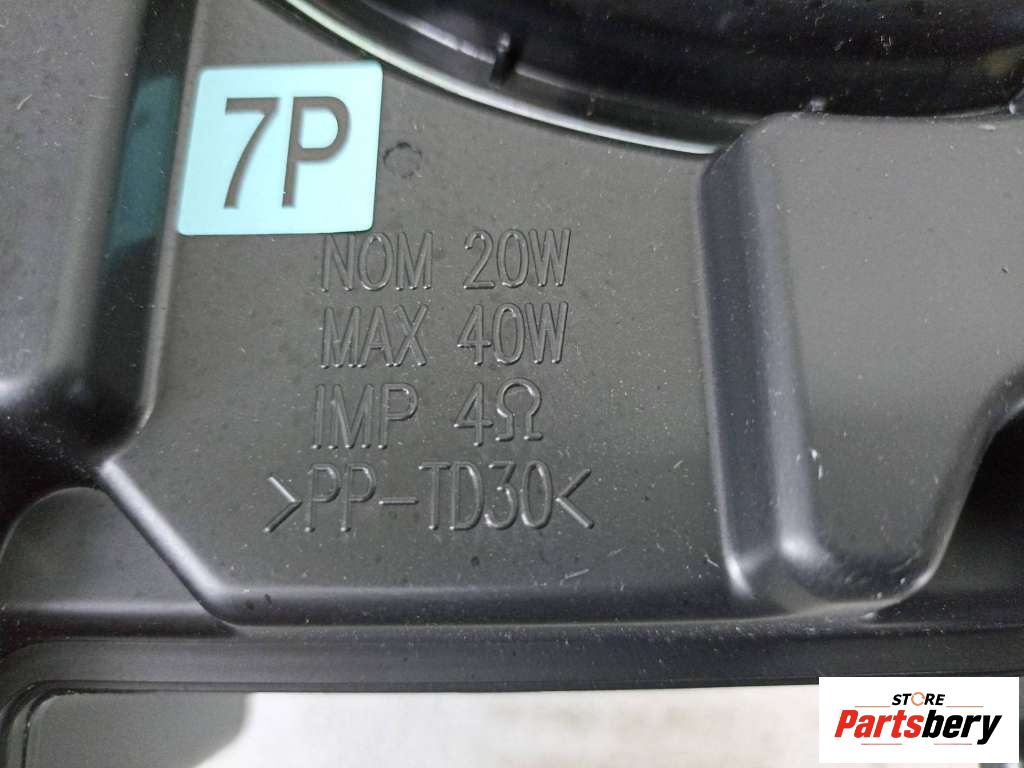 7P
NOM 20W
MAX 40W
IMP 4Ω
>PP-TD30<
STORE
Partsbery